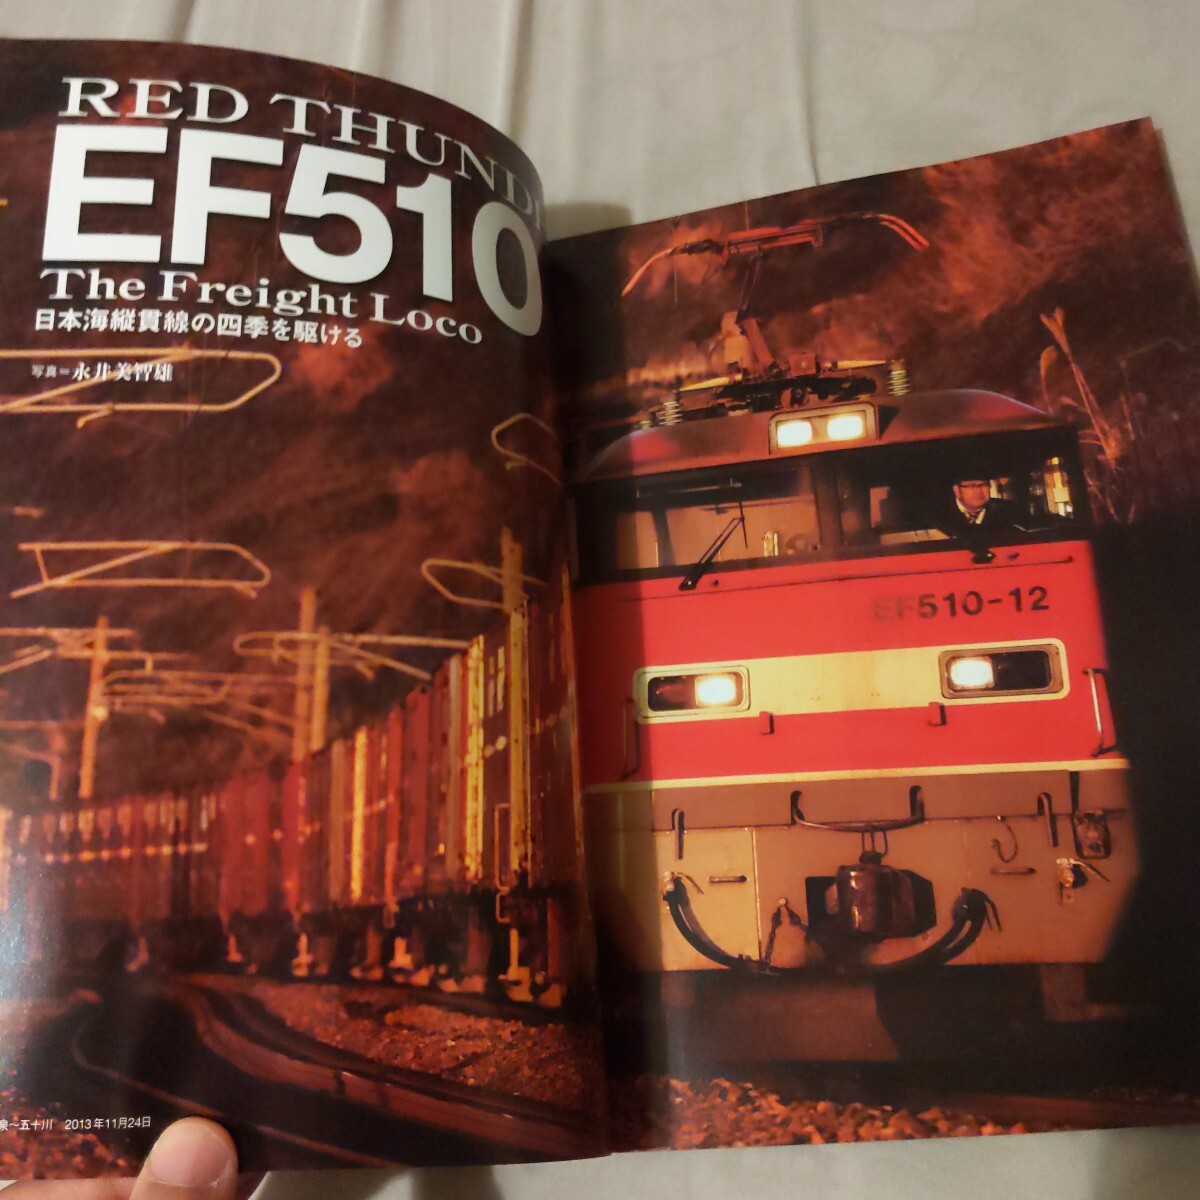 RED THUND
EF510
The Freight Loco
日本海縦貫線の四季を駆ける
写真＝永井美智雄
EF510-12
泉〜五十川 2013年11月24日